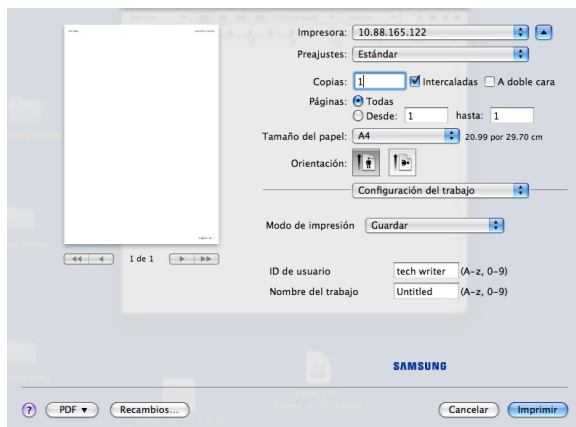 Impresora: 10.88.165.122
Preajustes: Estándar
Copias: 1 Intercaladas A doble cara
Páginas: Todas
Desde: 1 hasta: 1
Tamaño del papel: A4 20.99 por 29.70 cm
Orientación:
Configuración del trabajo
Modo de impresión Guardar
1 de 1
ID de usuario tech writer (A-z, 0-9)
Nombre del trabajo Untitled (A-z, 0-9)
SAMSUNG
? PDF ▼ Recambios... Cancelar Imprimir